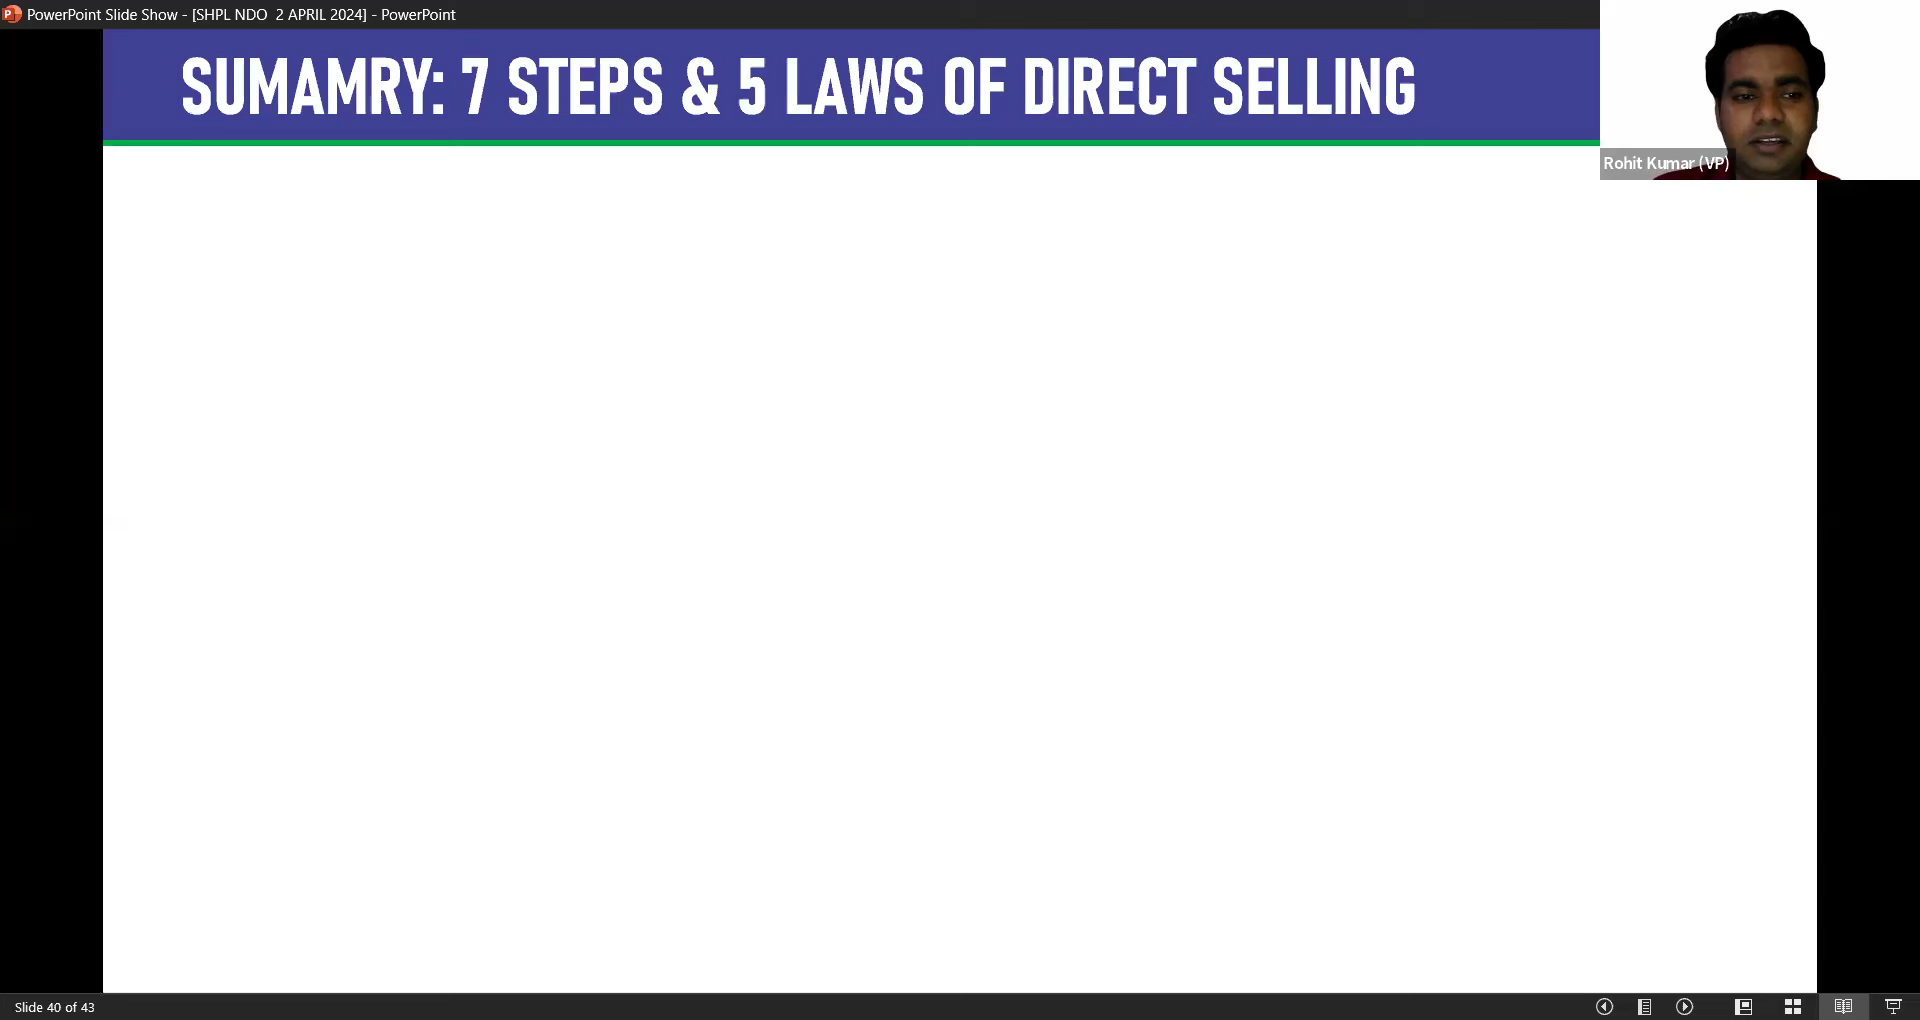 PowerPoint Slide Show - [SHPL NDO  2 APRIL 2024] - PowerPoint
SUMAMRY: 7 STEPS & 5 LAWS OF DIRECT SELLING
Rohit Kumar (VP)
Slide 40 of 43